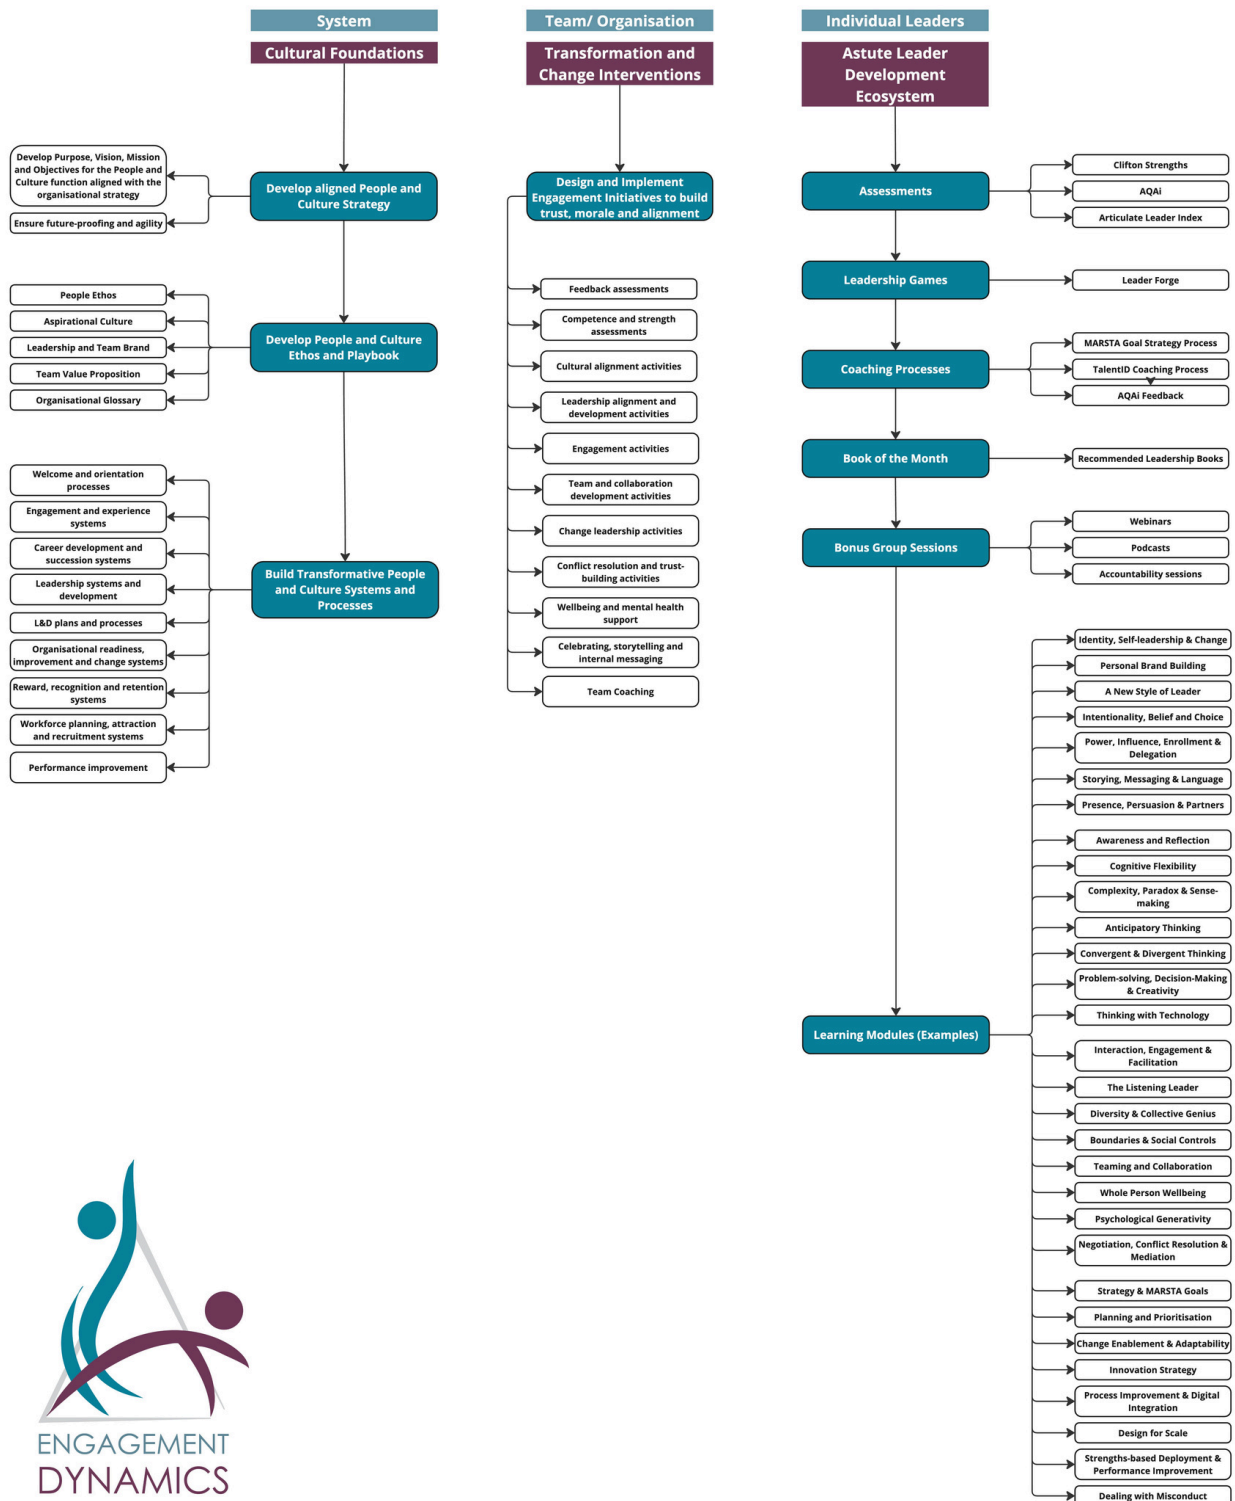 System
Cultural Foundations
Develop Purpose, Vision, Mission
and Objectives for the People and
Culture function aligned with the
organisational strategy
Ensure future-proofing and agility
Develop aligned People and
Culture Strategy
People Ethos
Aspirational Culture
Leadership and Team Brand
Team Value Proposition
Organisational Glossary
Develop People and Culture
Ethos and Playbook
Welcome and orientation
processes
Engagement and experience
systems
Career development and
succession systems
Leadership systems and
development
L&D plans and processes
Organisational readiness,
improvement and change systems
Reward, recognition and retention
systems
Workforce planning, attraction
and recruitment systems
Performance improvement
Build Transformative People
and Culture Systems and
Processes
Team/ Organisation
Transformation and
Change Interventions
Design and Implement
Engagement Initiatives to build
trust, morale and alignment
Feedback assessments
Competence and strength
assessments
Cultural alignment activities
Leadership alignment and
development activities
Engagement activities
Team and collaboration
development activities
Change leadership activities
Conflict resolution and trust-
building activities
Wellbeing and mental health
support
Celebrating, storytelling and
internal messaging
Team Coaching
Individual Leaders
Astute Leader
Development
Ecosystem
Assessments
Clifton Strengths
AQAi
Articulate Leader Index
Leadership Games
Leader Forge
Coaching Processes
MARSTA Goal Strategy Process
TalentID Coaching Process
AQAi Feedback
Book of the Month
Recommended Leadership Books
Bonus Group Sessions
Webinars
Podcasts
Accountability sessions
Learning Modules (Examples)
Identity, Self-leadership & Change
Personal Brand Building
A New Style of Leader
Intentionality, Belief and Choice
Power, Influence, Enrollment &
Delegation
Storying, Messaging & Language
Presence, Persuasion & Partners
Awareness and Reflection
Cognitive Flexibility
Complexity, Paradox & Sense-
making
Anticipatory Thinking
Convergent & Divergent Thinking
Problem-solving, Decision-Making
& Creativity
Thinking with Technology
Interaction, Engagement &
Facilitation
The Listening Leader
Diversity & Collective Genius
Boundaries & Social Controls
Teaming and Collaboration
Whole Person Wellbeing
Psychological Generativity
Negotiation, Conflict Resolution &
Mediation
Strategy & MARSTA Goals
Planning and Prioritisation
Change Enablement & Adaptability
Innovation Strategy
Process Improvement & Digital
Integration
Design for Scale
Strengths-based Deployment &
Performance Improvement
Dealing with Misconduct
ENGAGEMENT
DYNAMICS